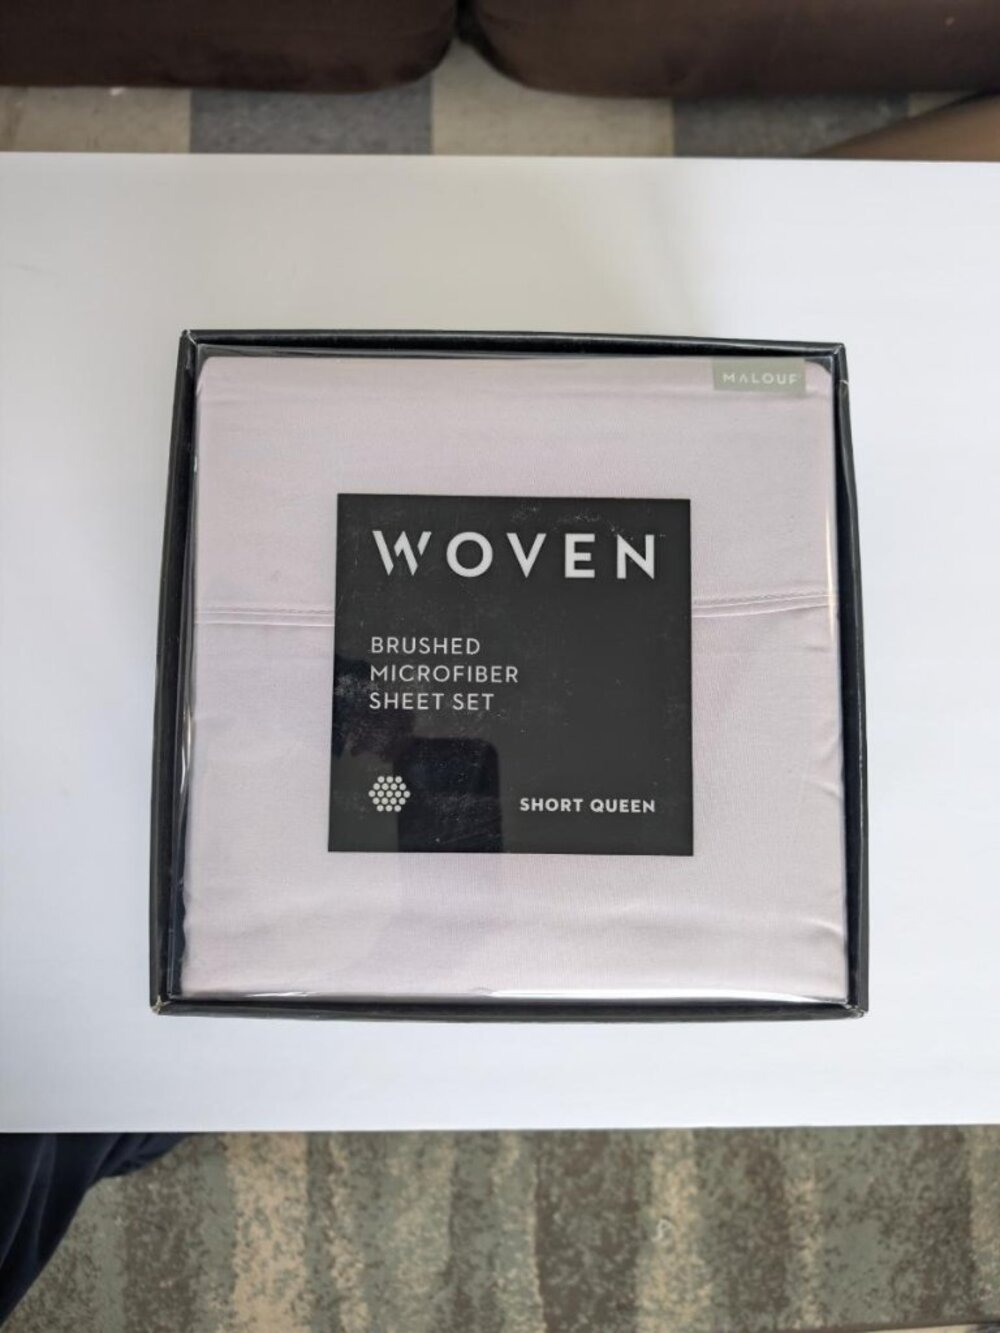 MALOUF
WOVEN
BRUSHED
MICROFIBER
SHEET SET
SHORT QUEEN